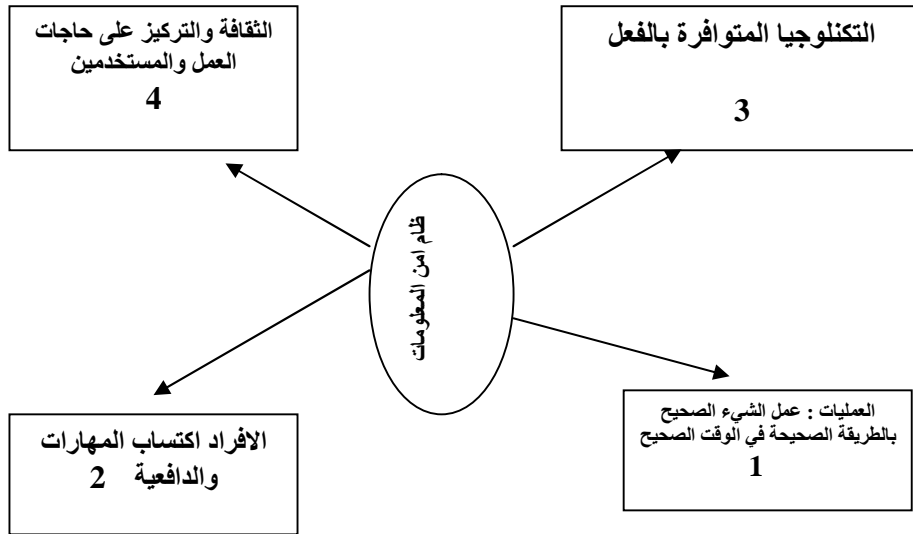 التكنلوجيا المتوافرة بالفعل
3
الثقافة والتركيز على حاجات
العمل والمستخدمين
4
ظام امن المعلومات
العمليات : عمل الشيء الصحيح
بالطريقة الصحيحة في الوقت الصحيح
1
الافراد اكتساب المهارات
والدافعية 2